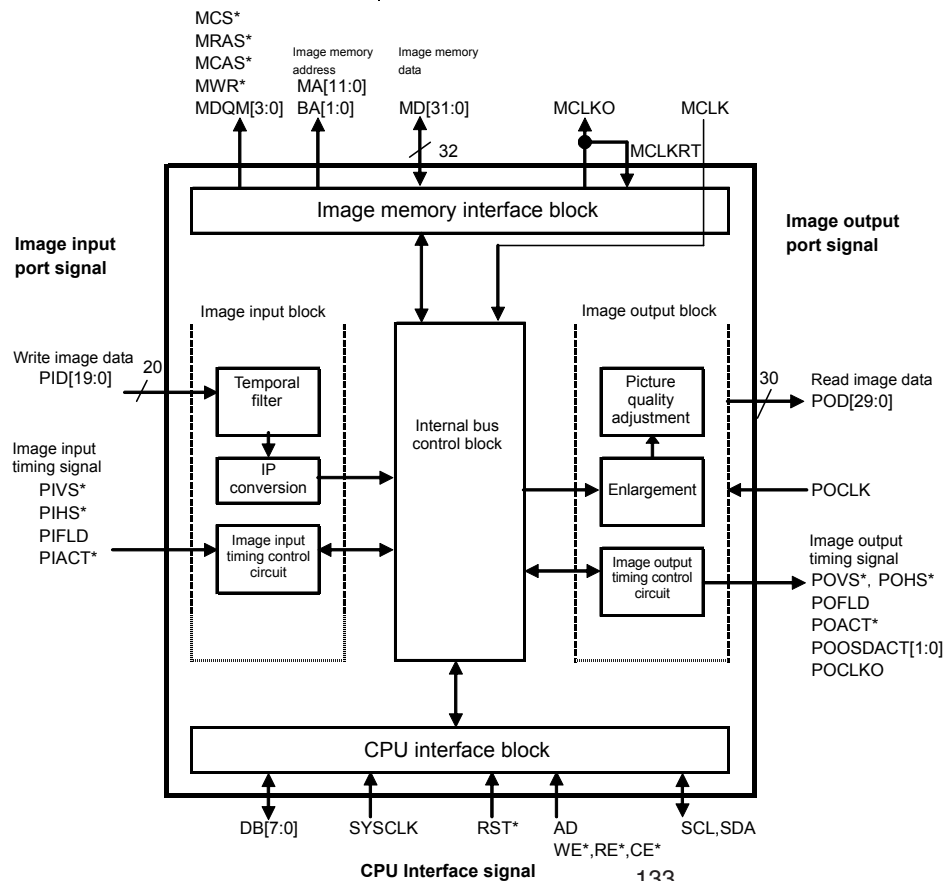 MCS*
MRAS*
MCAS*
MWR*
MDQM[3:0]
Image memory
address
MA[11:0]
BA[1:0]
Image memory
data
MD[31:0]
MCLKO
MCLK
32
MCLKRT
Image memory interface block
Image input
port signal
Image output
port signal
Image input block
Image output block
Write image data
PID[19:0]
20
Temporal
filter
IP
conversion
Image input
timing signal
PIVS*
PIHS*
PIFLD
PIACT*
Image input
timing control
circuit
Internal bus
control block
Picture
quality
adjustment
Enlargement
Image output
timing control
circuit
30
Read image data
POD[29:0]
POCLK
Image output
timing signal
POVS*, POHS*
POFLD
POACT*
POOSDACT[1:0]
POCLKO
CPU interface block
DB[7:0]
SYSCLK
RST*
AD
WE*,RE*,CE*
SCL,SDA
CPU Interface signal
133